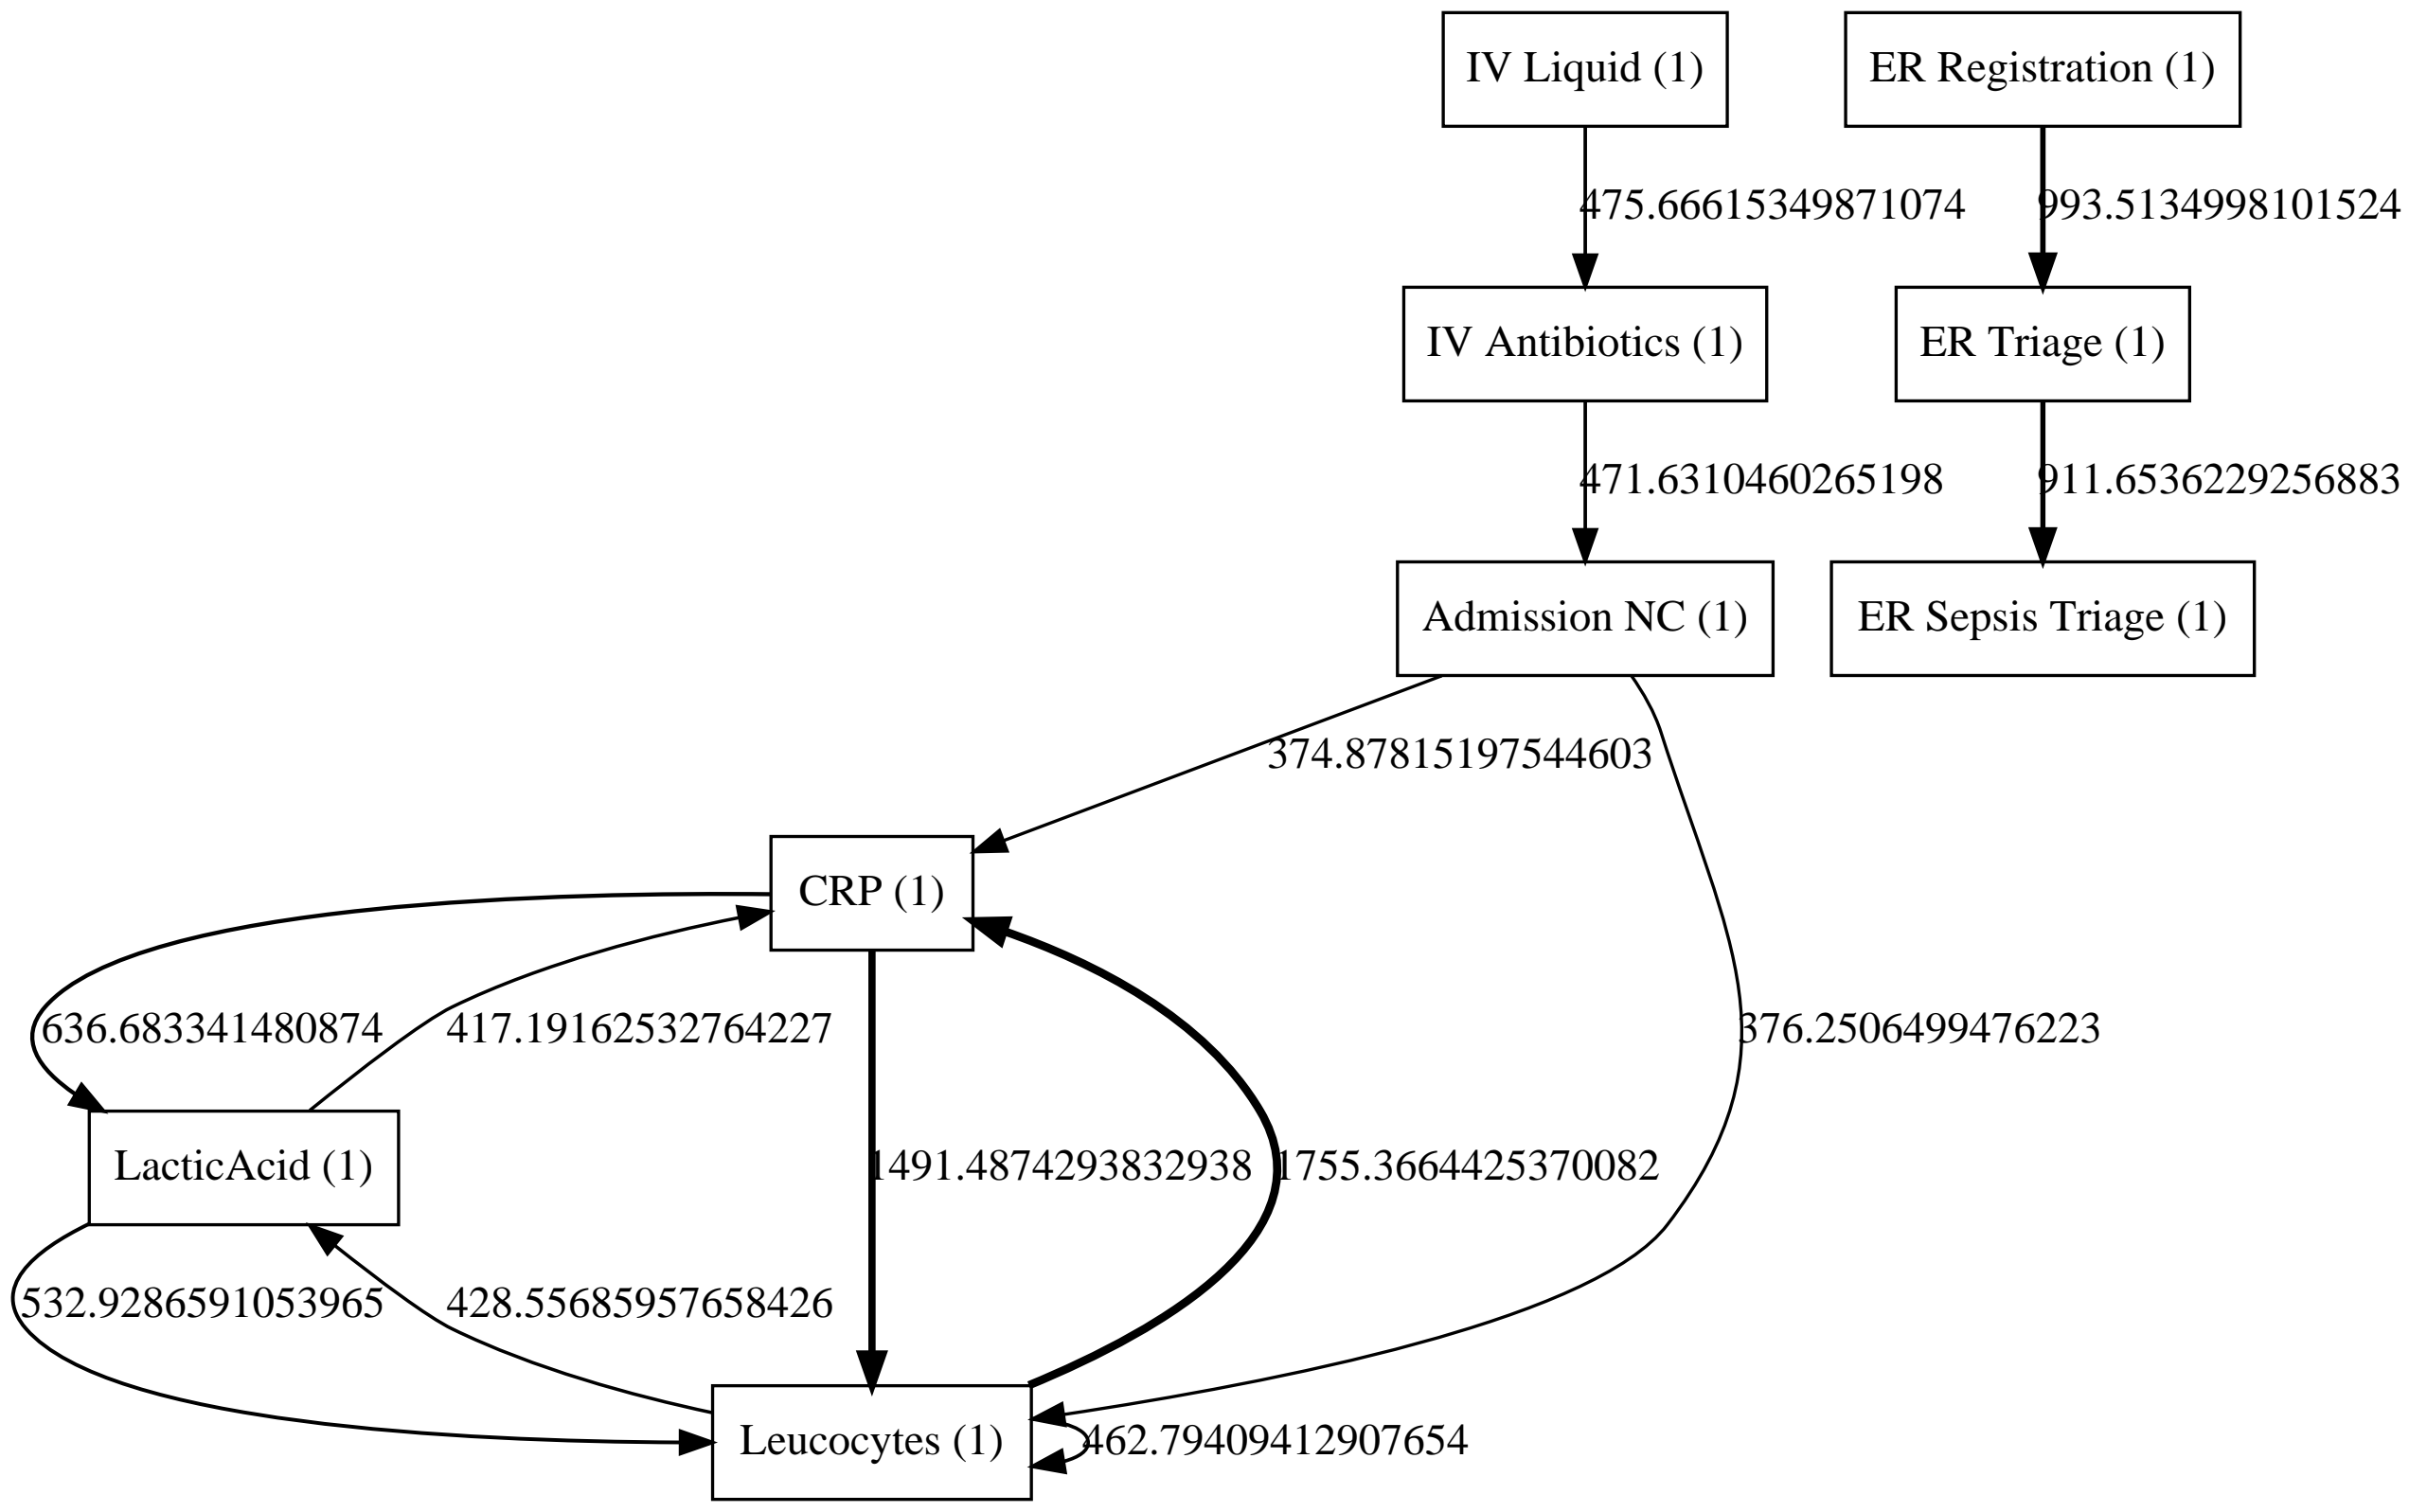 IV Liquid (1)
ER Registration (1)
475.66615349871074
993.5134998101524
IV Antibiotics (1)
ER Triage (1)
471.6310460265198
911.6536229256883
Admission NC (1)
ER Sepsis Triage (1)
374.87815197544603
CRP (1)
636.683341480874
417.19162532764227
376.2506499476223
LacticAcid (1)
1491.4874293832938
1755.3664425370082
532.9286591053965
428.55685957658426
Leucocytes (1)
462.79409412907654